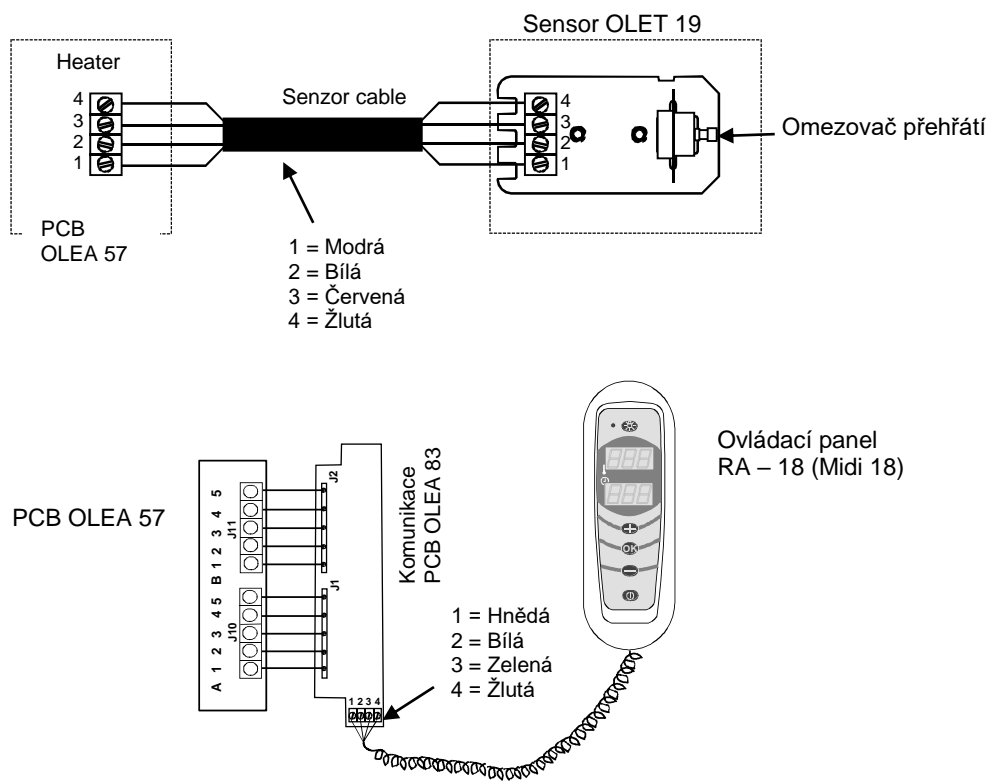 Sensor OLET 19
Heater
4
3
2
1
Senzor cable
4
3
2
1
Omezovač přehřátí
PCB
OLEA 57
1 = Modrá
2 = Bílá
3 = Červená
4 = Žlutá
PCB OLEA 57
A 1 2 3 4 5 B 1 2 3 4 5
J10
J11
J2
J1
Komunikace
PCB OLEA 83
1 2 3 4
1 = Hnědá
2 = Bílá
3 = Zelená
4 = Žlutá
OK
Ovládací panel
RA – 18 (Midi 18)